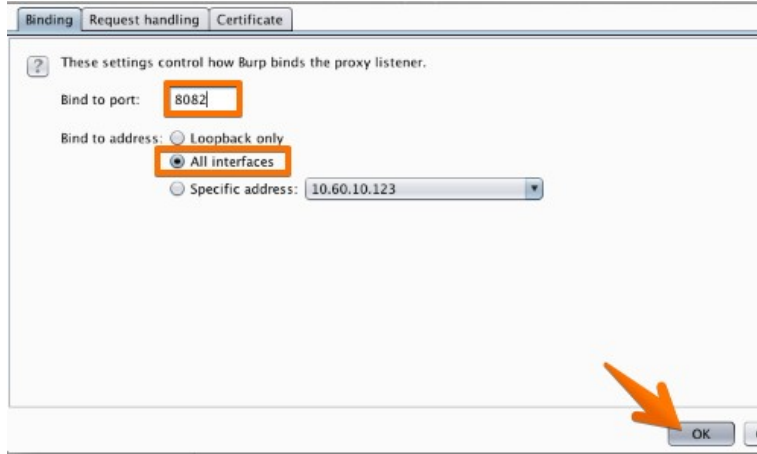 Binding Request handling Certificate
? These settings control how Burp binds the proxy listener.
Bind to port: 8082
Bind to address: Loopback only
All interfaces
Specific address: 10.60.10.123
OK